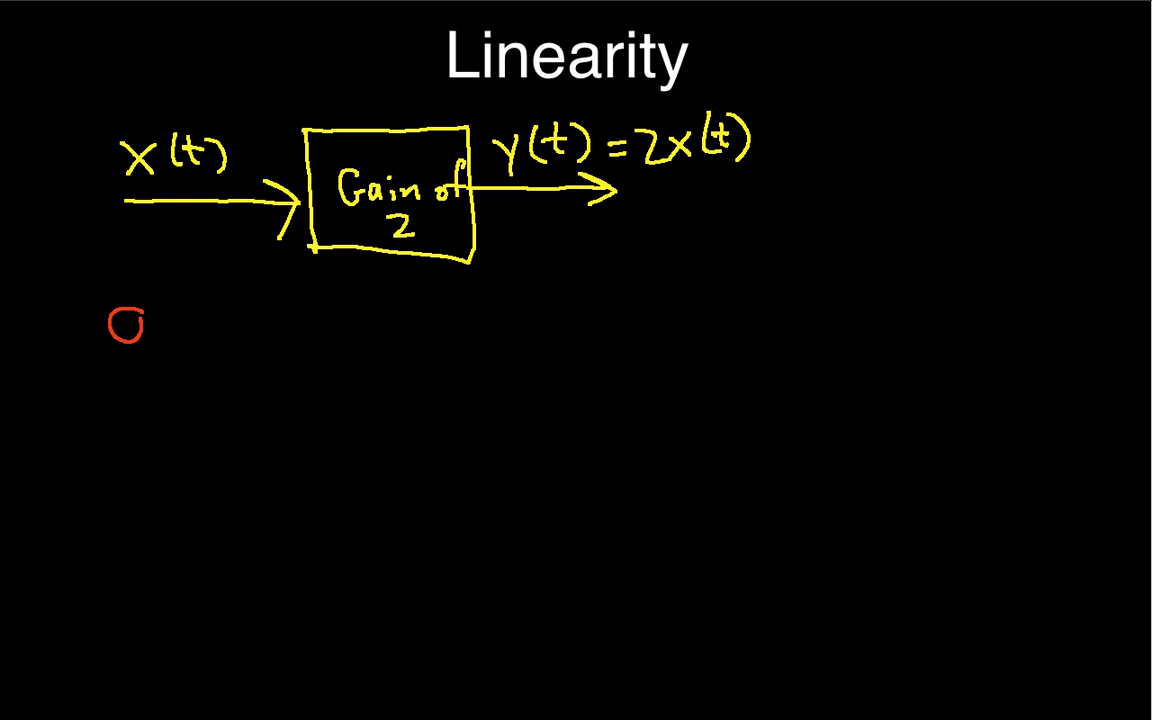 Linearity
x(t)
Gain of
2
y(t) = 2x(t)